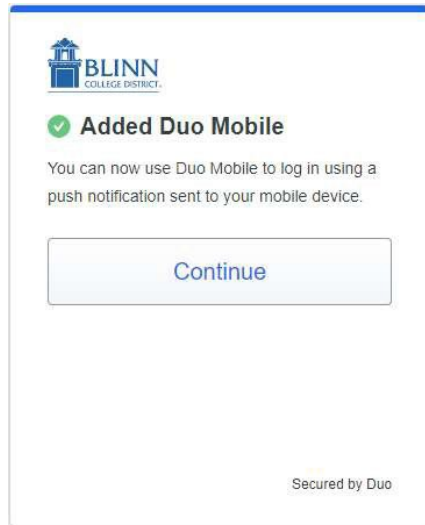 BLINN
COLLEGE DISTRICT.
Added Duo Mobile
You can now use Duo Mobile to log in using a
push notification sent to your mobile device.
Continue
Secured by Duo